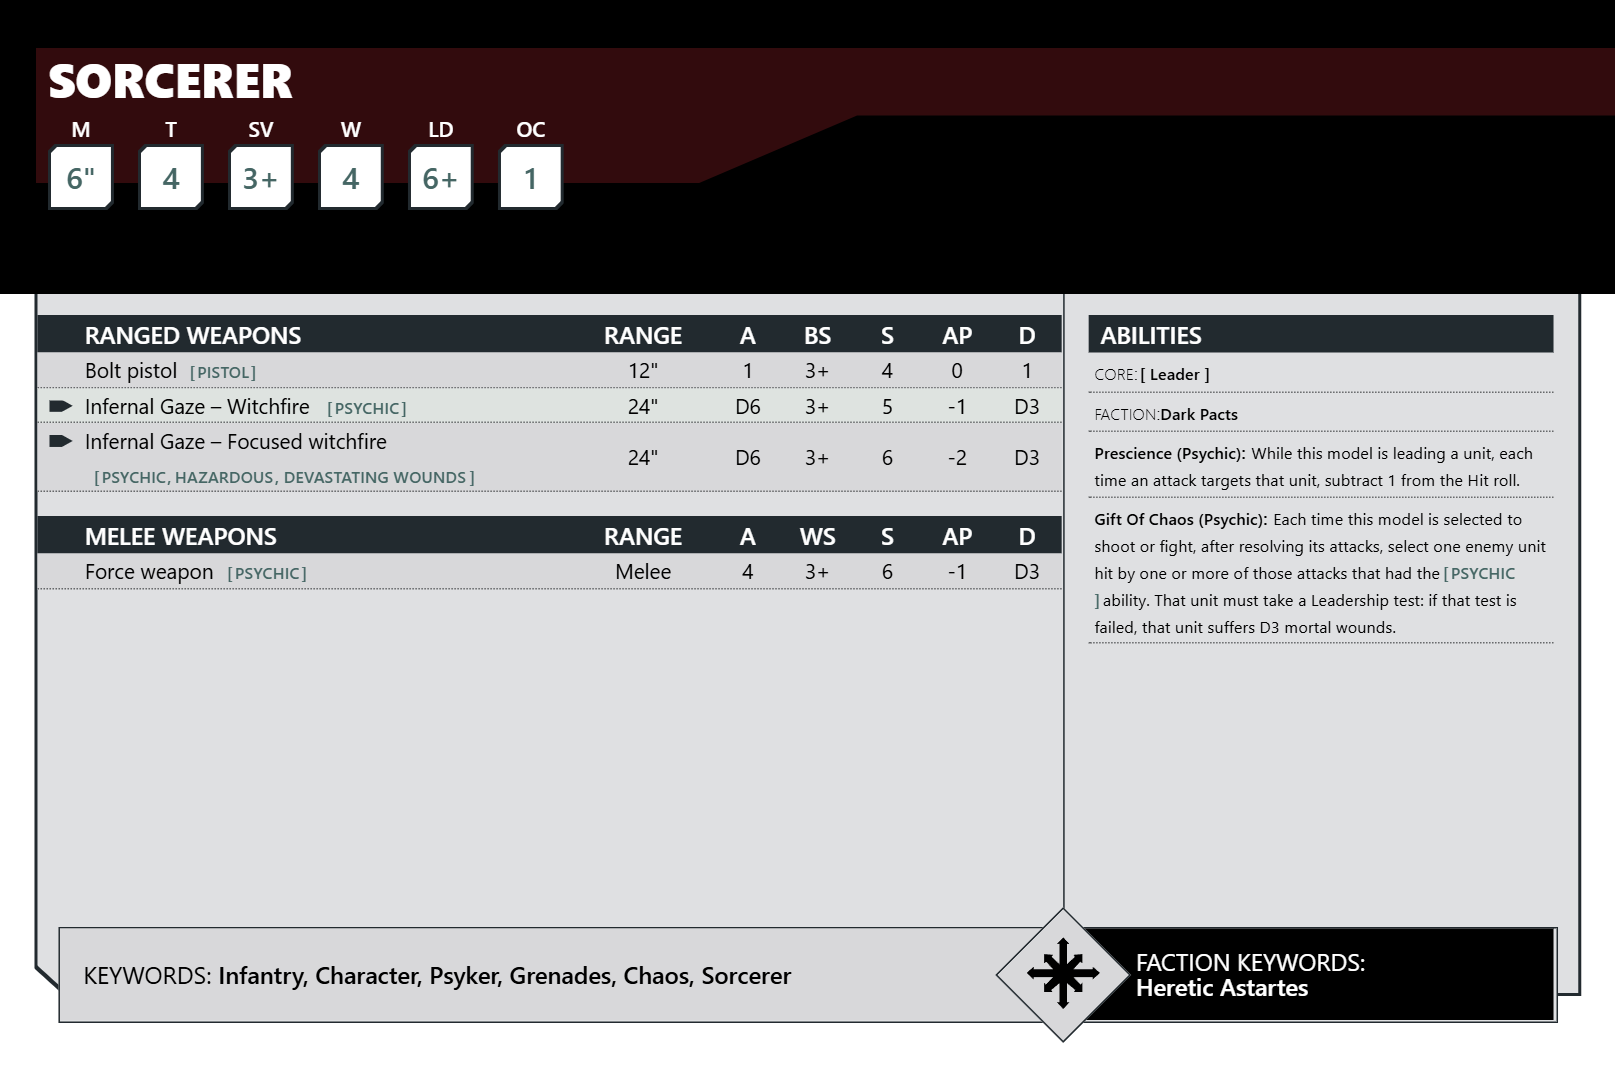 SORCERER
M T SV W LD OC
6" 4 3+ 4 6+ 1
RANGED WEAPONS RANGE A BS S AP D
Bolt pistol [PISTOL] 12" 1 3+ 4 0 1
Infernal Gaze – Witchfire [PSYCHIC] 24" D6 3+ 5 -1 D3
Infernal Gaze – Focused witchfire
[PSYCHIC, HAZARDOUS, DEVASTATING WOUNDS] 24" D6 3+ 6 -2 D3
MELEE WEAPONS RANGE A WS S AP D
Force weapon [PSYCHIC] Melee 4 3+ 6 -1 D3
ABILITIES
CORE: [ Leader ]
FACTION:Dark Pacts
Prescience (Psychic): While this model is leading a unit, each
time an attack targets that unit, subtract 1 from the Hit roll.
Gift Of Chaos (Psychic): Each time this model is selected to
shoot or fight, after resolving its attacks, select one enemy unit
hit by one or more of those attacks that had the [PSYCHIC
] ability. That unit must take a Leadership test: if that test is
failed, that unit suffers D3 mortal wounds.
KEYWORDS: Infantry, Character, Psyker, Grenades, Chaos, Sorcerer
FACTION KEYWORDS:
Heretic Astartes